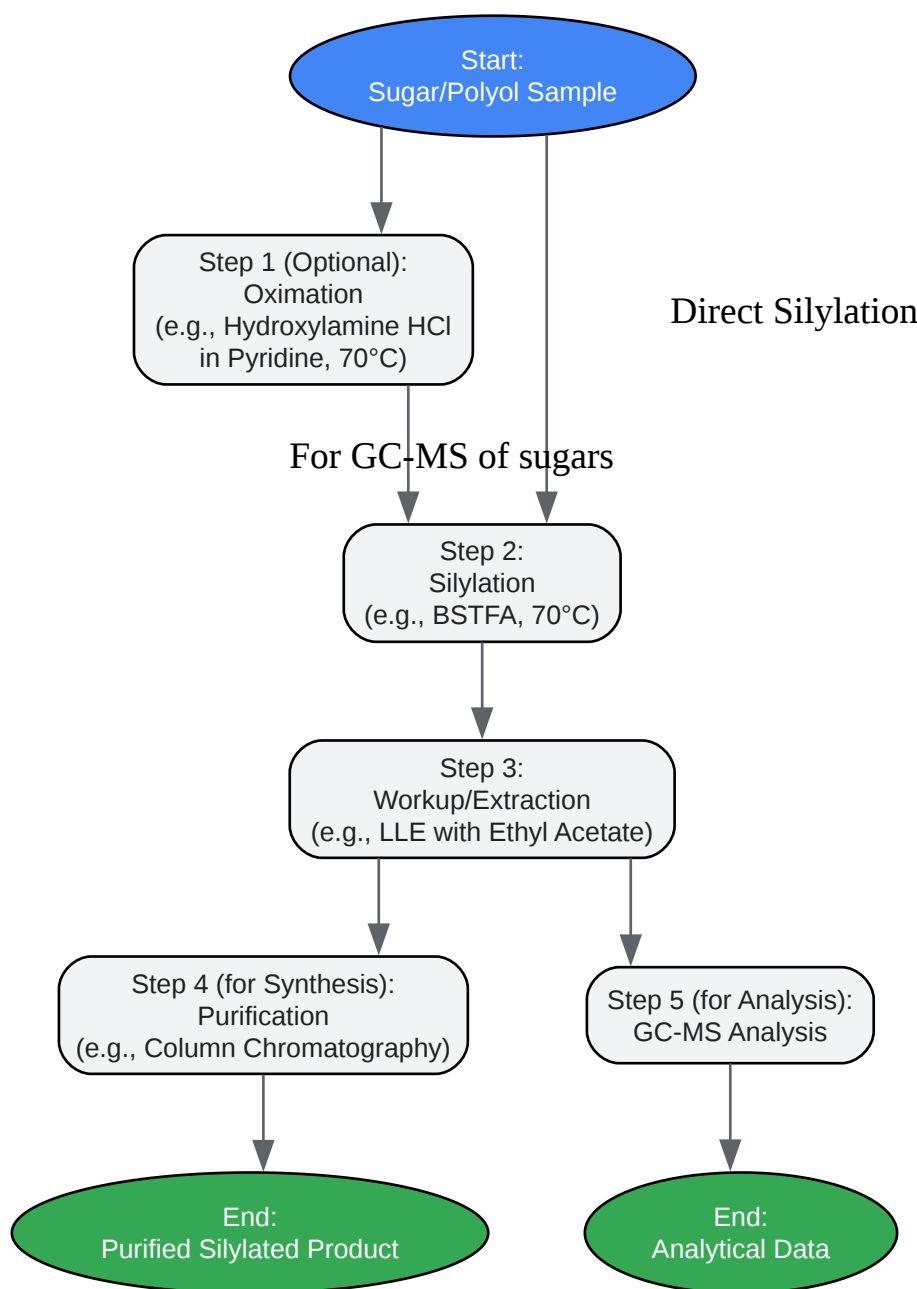 Start:
Sugar/Polyol Sample
Step 1 (Optional):
Oximation
(e.g., Hydroxylamine HCl
in Pyridine, 70°C)
Direct Silylation
For GC-MS of sugars
Step 2:
Silylation
(e.g., BSTFA, 70°C)
Step 3:
Workup/Extraction
(e.g., LLE with Ethyl Acetate)
Step 4 (for Synthesis):
Purification
(e.g., Column Chromatography)
Step 5 (for Analysis):
GC-MS Analysis
End:
Purified Silylated Product
End:
Analytical Data